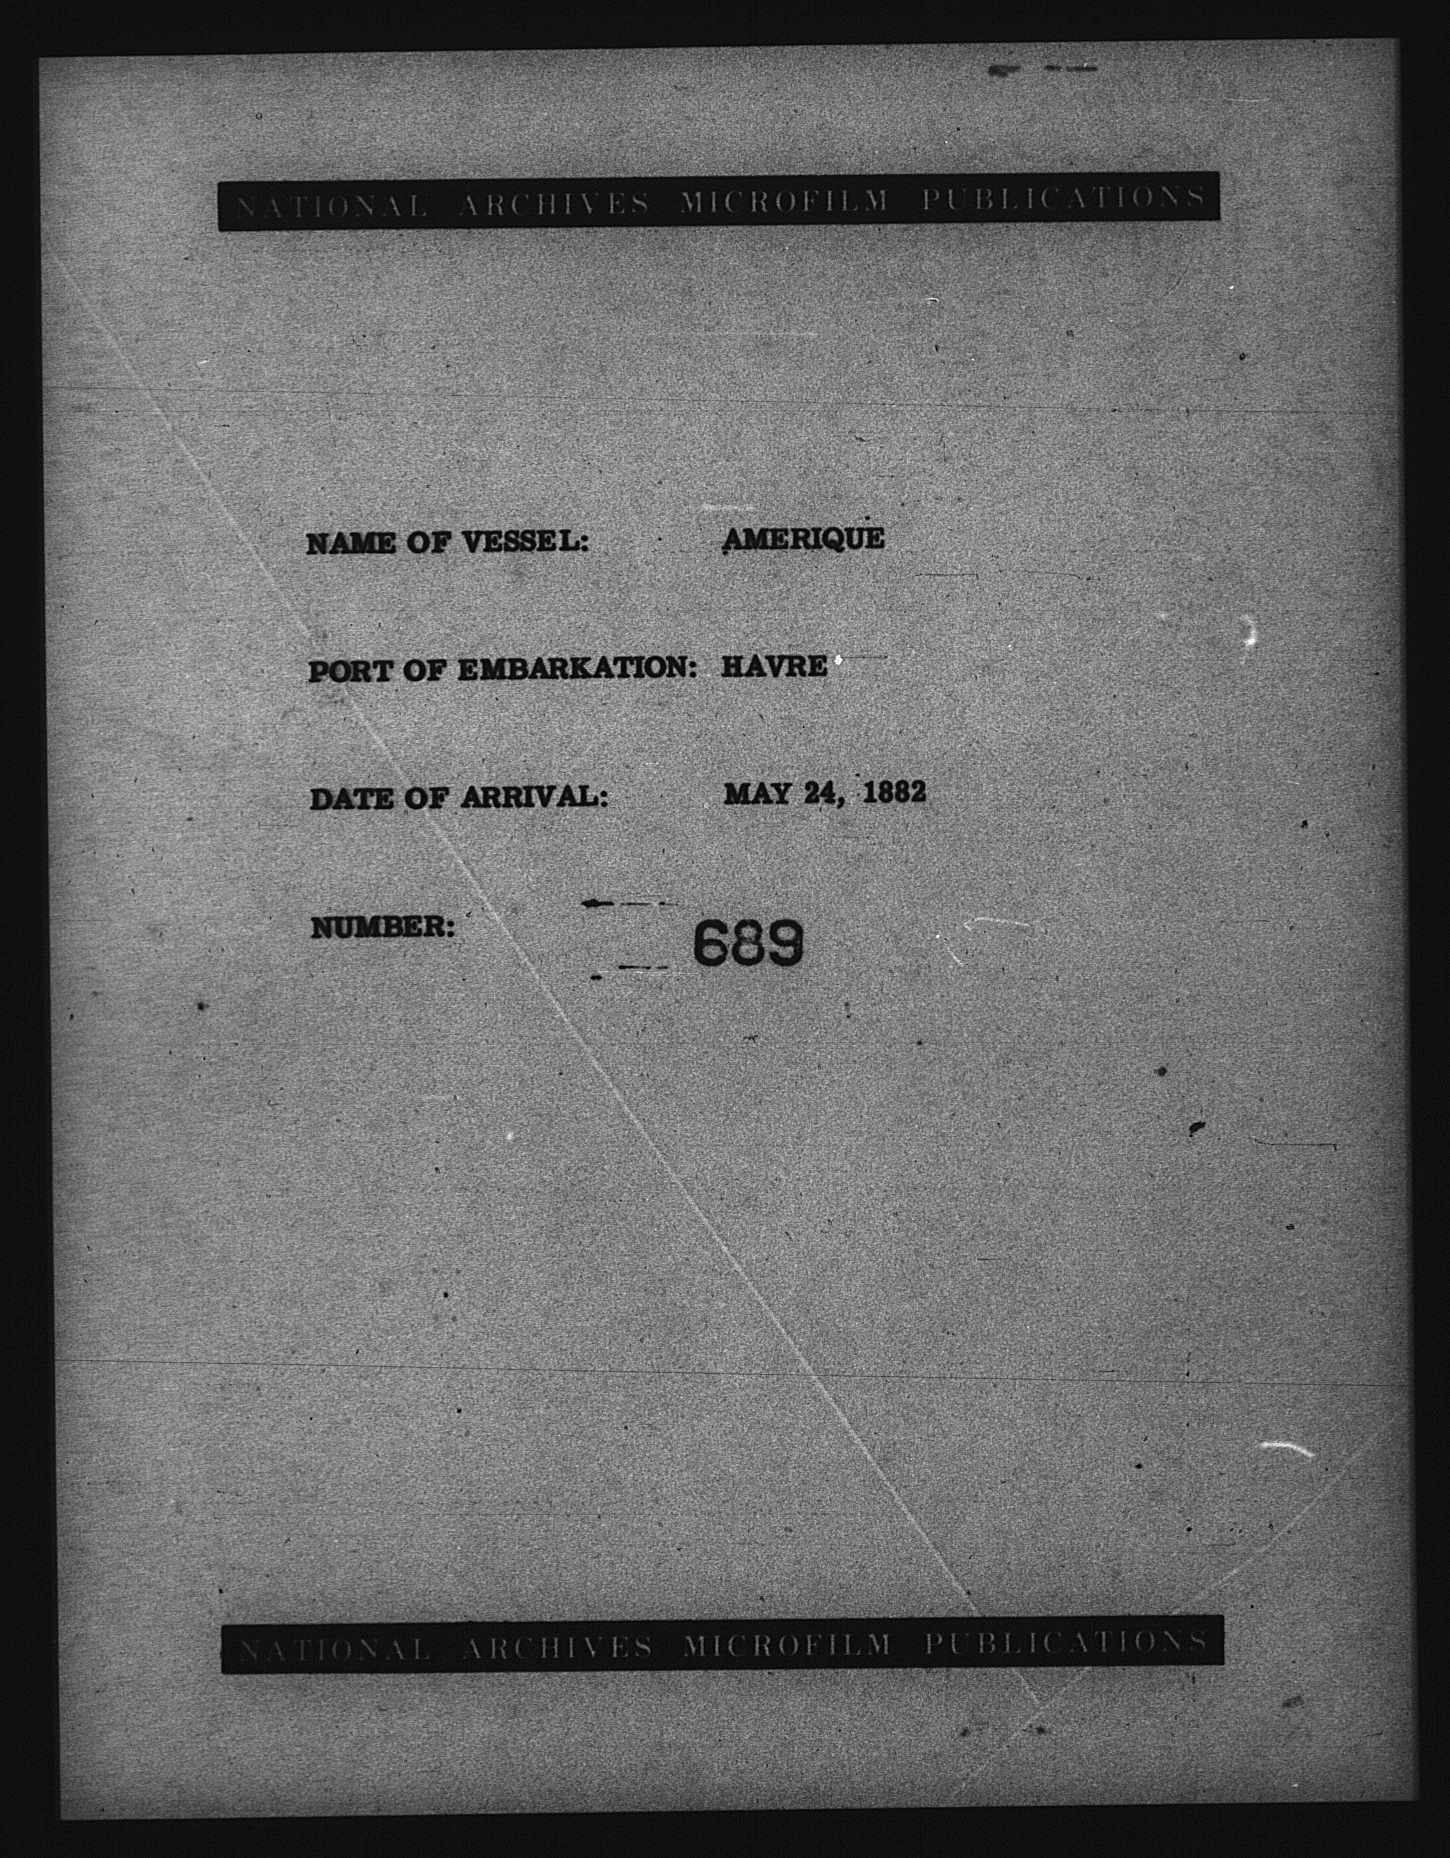 NATIONAL ARCHIVES MICROFILM PUBLICATIONS
NAME OF VESSEL: AMERIQUE
PORT OF EMBARKATION: HAVRE
DATE OF ARRIVAL: MAY 24, 1882
NUMBER: 689
NATIONAL ARCHIVES MICROFILM PUBLICATIONS